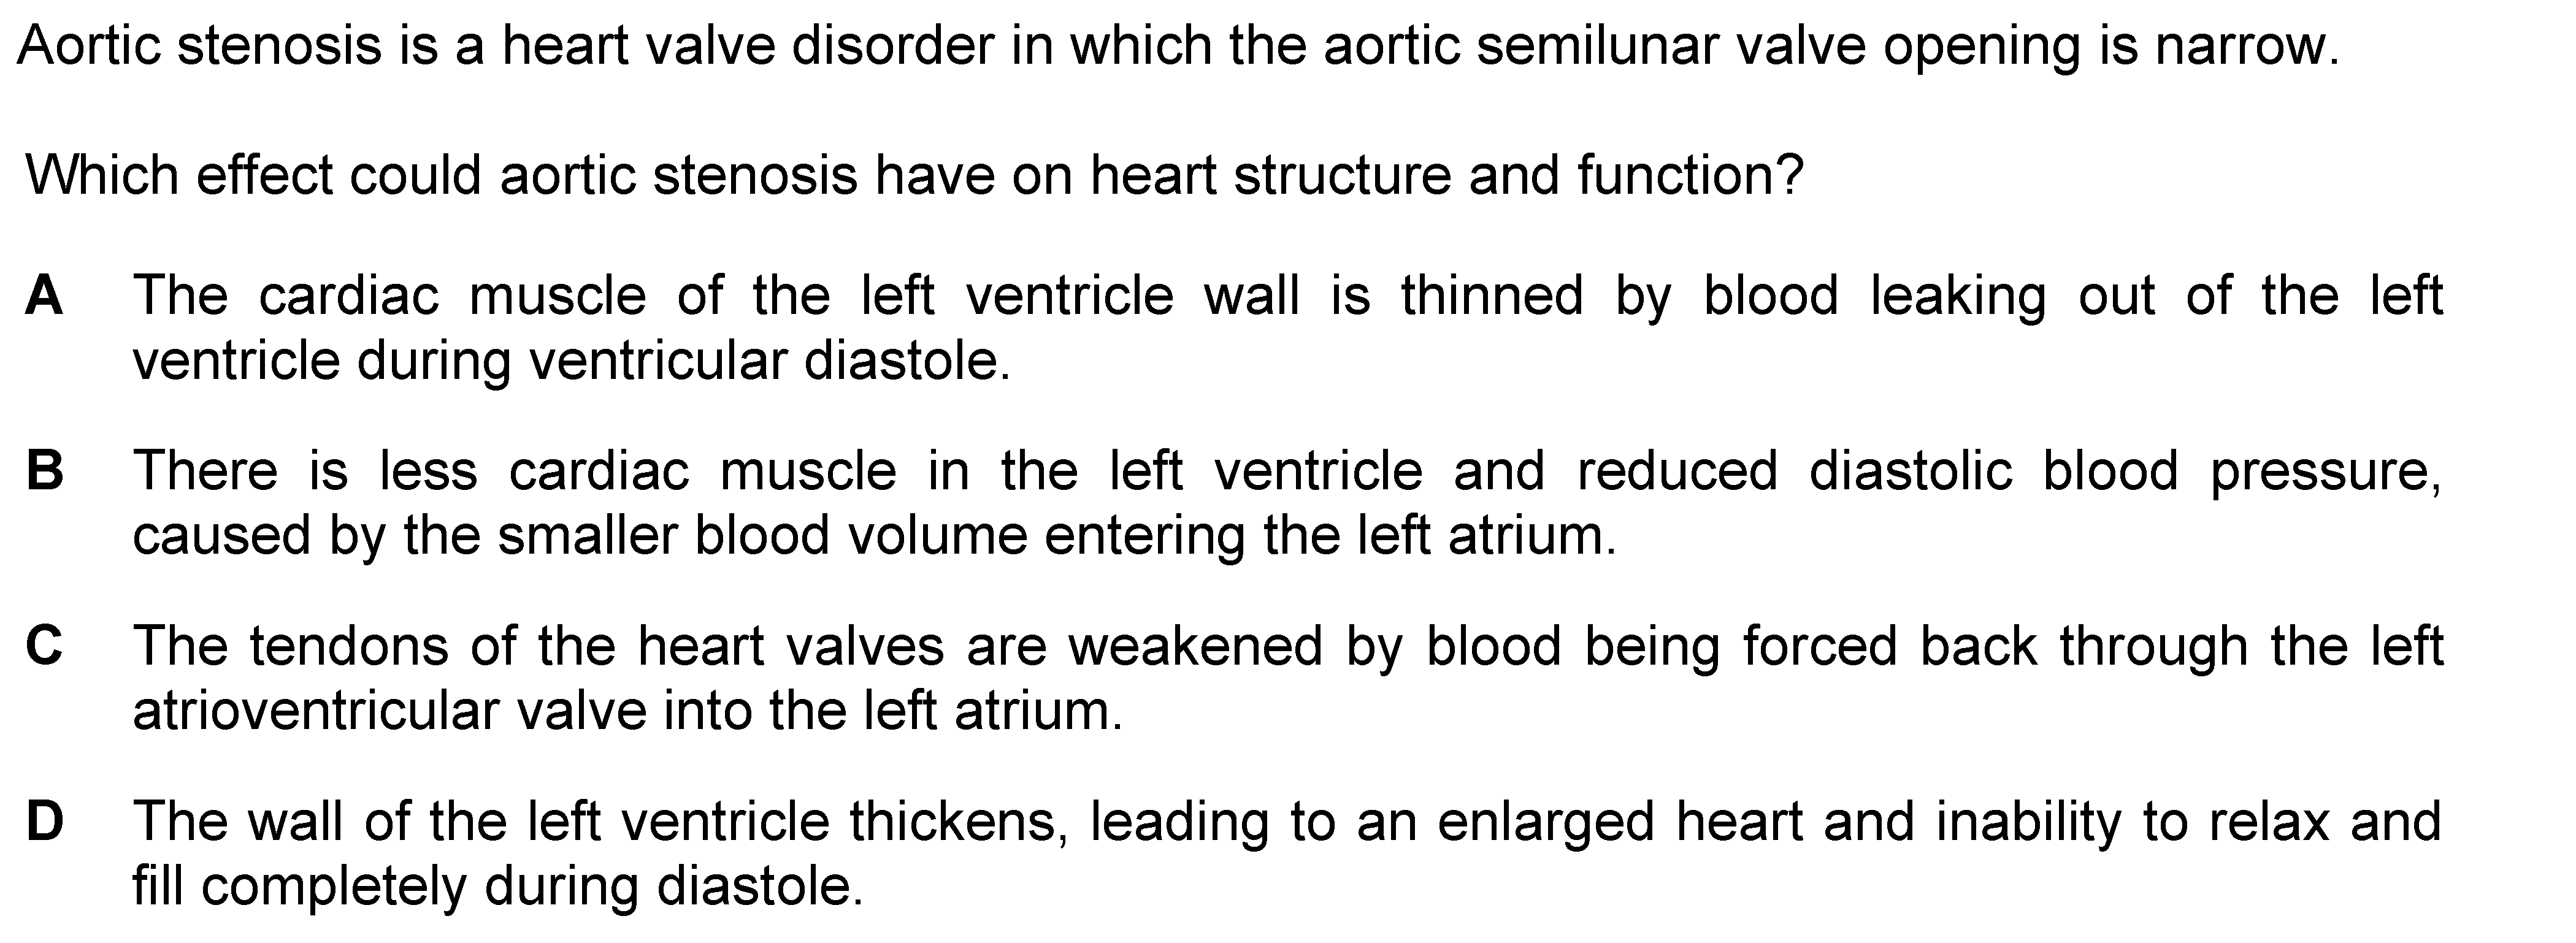 Aortic stenosis is a heart valve disorder in which the aortic semilunar valve opening is narrow.
Which effect could aortic stenosis have on heart structure and function?
A The cardiac muscle of the left ventricle wall is thinned by blood leaking out of the left
ventricle during ventricular diastole.
B There is less cardiac muscle in the left ventricle and reduced diastolic blood pressure,
caused by the smaller blood volume entering the left atrium.
C The tendons of the heart valves are weakened by blood being forced back through the left
atrioventricular valve into the left atrium.
D The wall of the left ventricle thickens, leading to an enlarged heart and inability to relax and
fill completely during diastole.